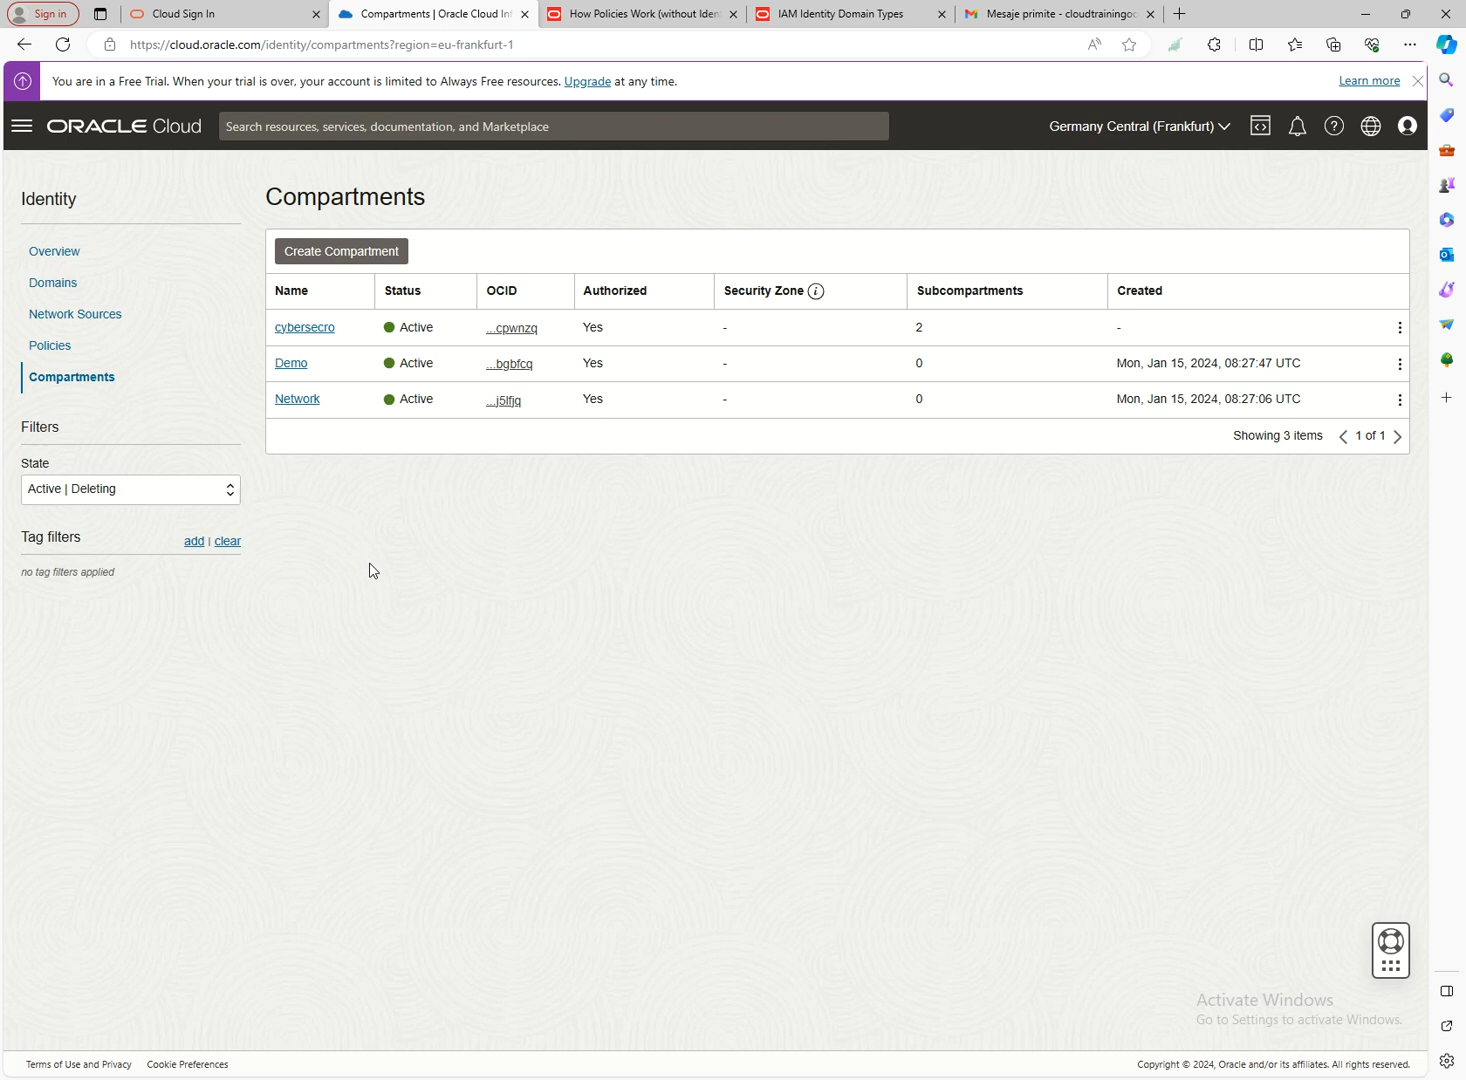 Sign in
Cloud Sign In
Compartments | Oracle Cloud Inf
How Policies Work (without Iden
IAM Identity Domain Types
Mesaje primite - cloudtrainingoc
https://cloud.oracle.com/identity/compartments?region=eu-frankfurt-1
You are in a Free Trial. When your trial is over, your account is limited to Always Free resources. Upgrade at any time.
Learn more
ORACLE Cloud
Search resources, services, documentation, and Marketplace
Germany Central (Frankfurt)
Identity
Overview
Domains
Network Sources
Policies
Compartments
Filters
State
Active | Deleting
Tag filters
add | clear
no tag filters applied
Compartments
Create Compartment
Name Status OCID Authorized Security Zone Subcompartments Created
cybersecro Active ...cpwnzq Yes - 2 -
Demo Active ...bgbfcq Yes - 0 Mon, Jan 15, 2024, 08:27:47 UTC
Network Active ...j5lfjq Yes - 0 Mon, Jan 15, 2024, 08:27:06 UTC
Showing 3 items 1 of 1
Activate Windows
Go to Settings to activate Windows.
Terms of Use and Privacy Cookie Preferences
Copyright © 2024, Oracle and/or its affiliates. All rights reserved.